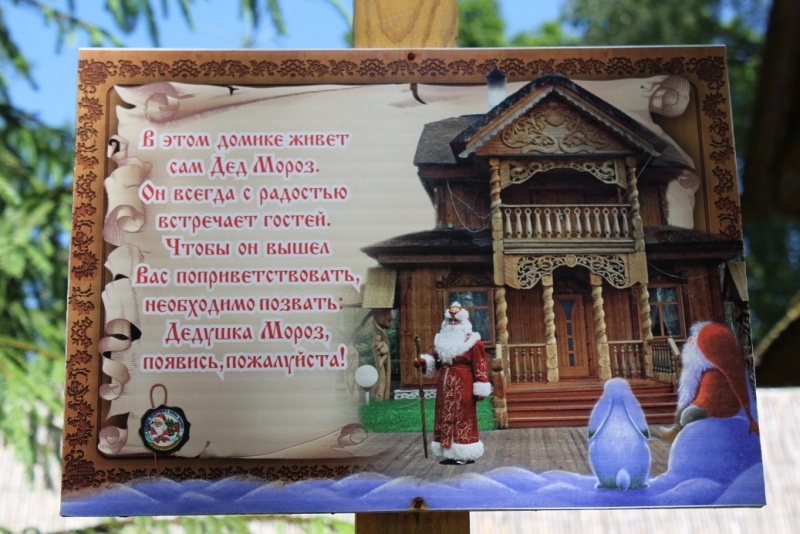 В этом домике живет
сам Дед Мороз.
Он всегда с радостью
встречает гостей.
Чтобы он вышел
Вас поприветствовать,
необходимо позвать:
Дедушка Мороз,
появись, пожалуйста!